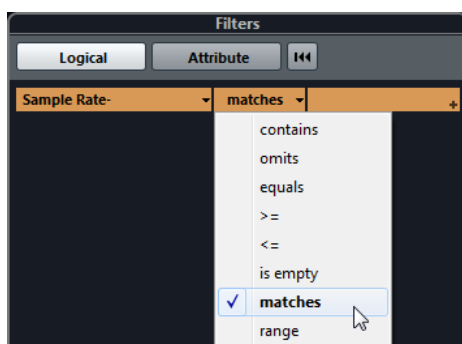 Filters
Logical Attribute
Sample Rate- matches +
contains
omits
equals
>=
<=
is empty
✓ matches
range